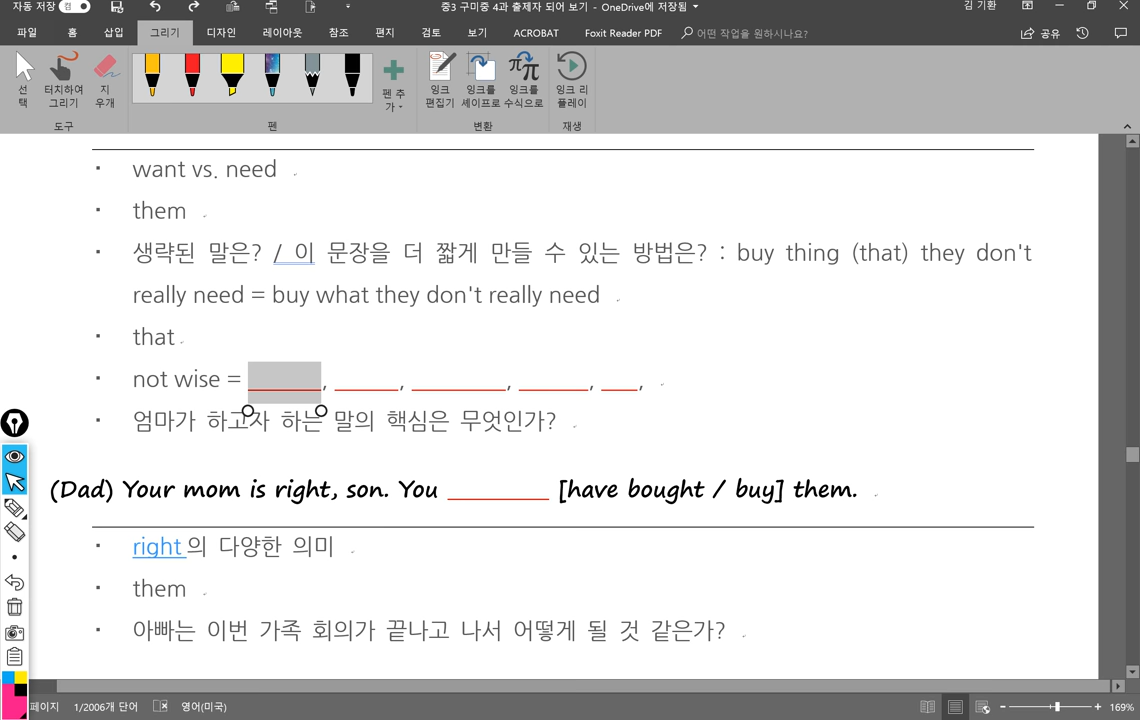 자동 저장 켬 중3 구미중 4과 출제자 되어 보기 - OneDrive에 저장됨 김 기환
파일 홈 삽입 그리기 디자인 레이아웃 참조 편지 검토 보기 ACROBAT Foxit Reader PDF 어떤 작업을 원하시나요? 공유
선택 터치하여 그리기 지우개 펜 추가 잉크 편집기 잉크를 셰이프로 잉크를 수식으로 잉크 리플레이
도구 펜 변환 재생
· want vs. need
· them
· 생략된 말은? / 이 문장을 더 짧게 만들 수 있는 방법은? : buy thing (that) they don't
really need = buy what they don't really need
· that
· not wise = ______, ______, ________, ______, ___,
· 엄마가 하고자 하는 말의 핵심은 무엇인가?
(Dad) Your mom is right, son. You ________ [have bought / buy] them.
· right 의 다양한 의미
· them
· 아빠는 이번 가족 회의가 끝나고 나서 어떻게 될 것 같은가?
페이지 1/2006개 단어 영어(미국) 169%